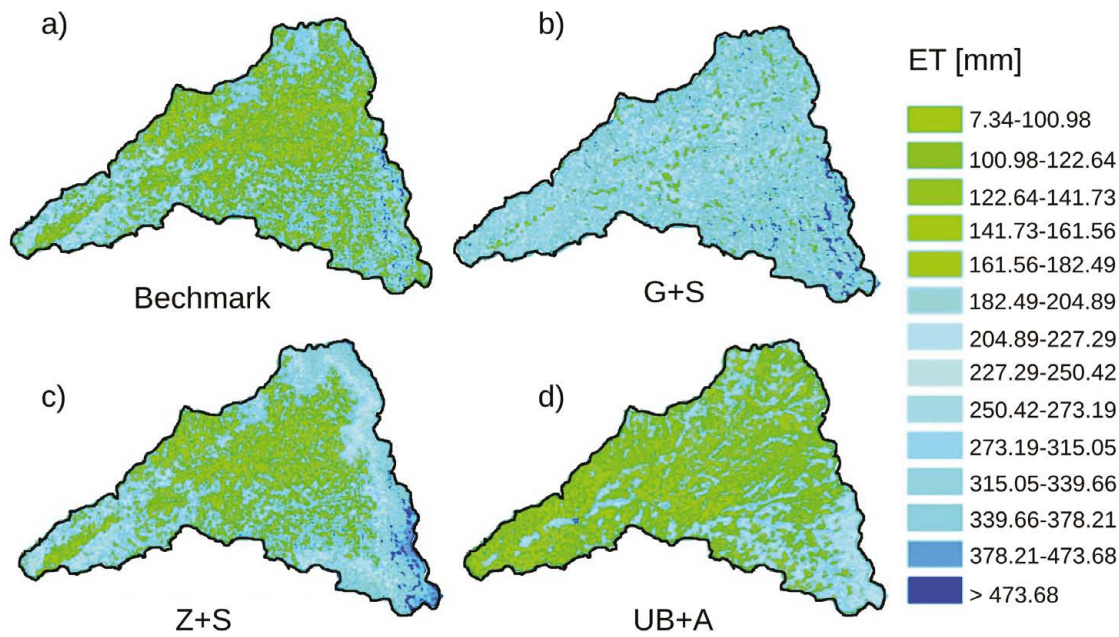 a)
b)
ET [mm]
7.34-100.98
100.98-122.64
122.64-141.73
141.73-161.56
161.56-182.49
182.49-204.89
204.89-227.29
227.29-250.42
250.42-273.19
273.19-315.05
315.05-339.66
339.66-378.21
378.21-473.68
> 473.68
Bechmark
G+S
c)
d)
Z+S
UB+A